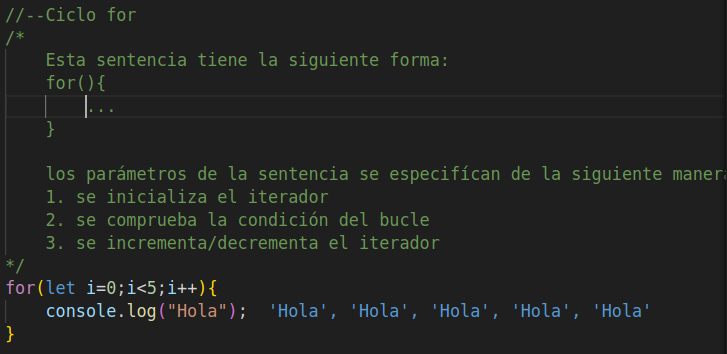 //--Ciclo for
/*
Esta sentencia tiene la siguiente forma:
for(){
...
}
los parámetros de la sentencia se especifícan de la siguiente manera
1. se inicializa el iterador
2. se comprueba la condición del bucle
3. se incrementa/decrementa el iterador
*/
for(let i=0;i<5;i++){
console.log("Hola");  'Hola', 'Hola', 'Hola', 'Hola', 'Hola'
}